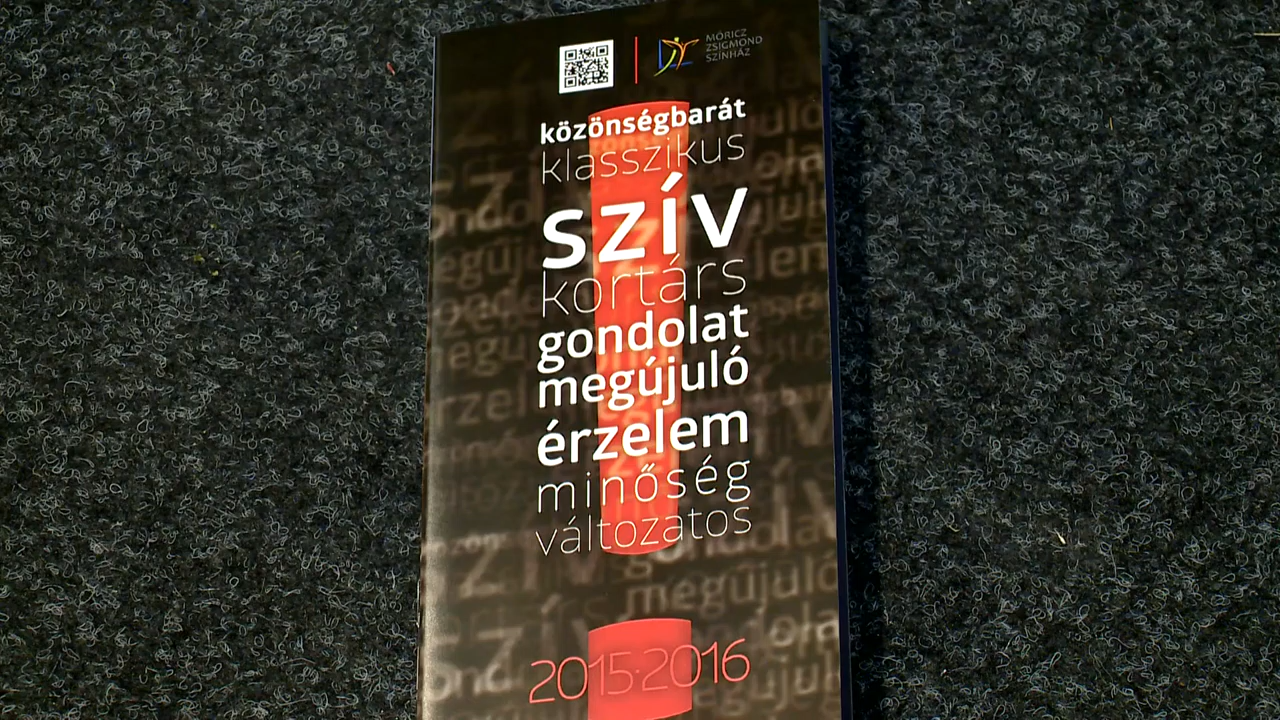 MÓRICZ
ZSIGMOND
SZÍNHÁZ
közönségbarát
klasszikus
szív
kortárs
gondolat
megújuló
érzelem
minőség
változatos
2015·2016